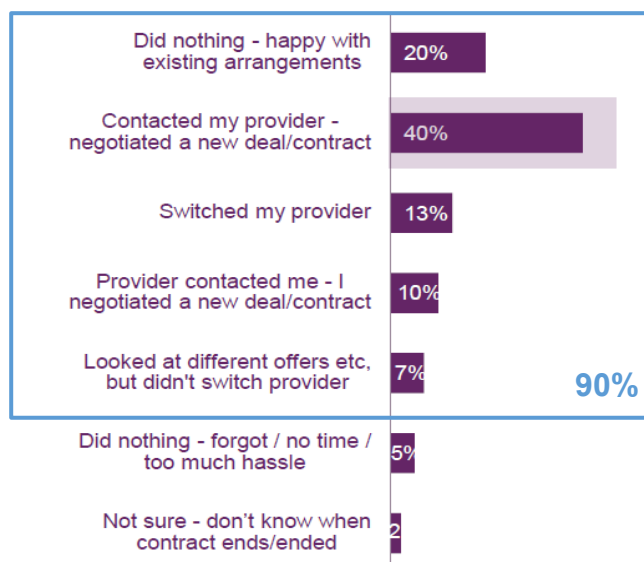 Did nothing - happy with
existing arrangements
20%
Contacted my provider -
negotiated a new deal/contract
40%
Switched my provider
13%
Provider contacted me - I
negotiated a new deal/contract
10%
Looked at different offers etc,
but didn't switch provider
7%
90%
Did nothing - forgot / no time /
too much hassle
5%
Not sure - don't know when
contract ends/ended
2